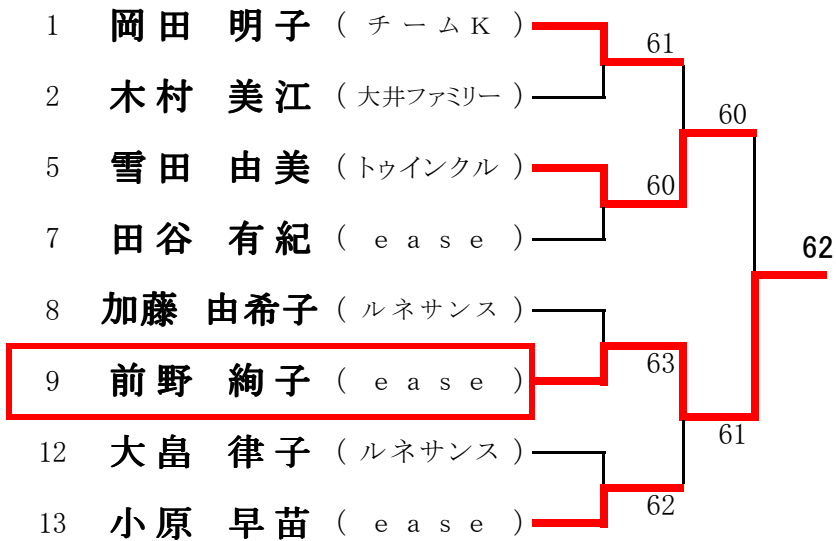 1 岡田 明子 (チームK)
61
2 木村 美江 (大井ファミリー)
60
5 雪田 由美 (トゥインクル)
60
7 田谷 有紀 (ease)
62
8 加藤 由希子 (ルネサンス)
63
9 前野 絢子 (ease)
61
12 大畠 律子 (ルネサンス)
62
13 小原 早苗 (ease)